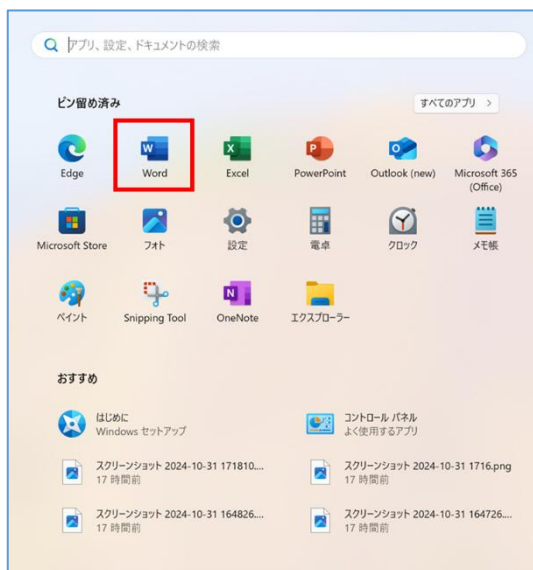 アプリ、設定、ドキュメントの検索
ピン留め済み
すべてのアプリ >
Edge
Word
Excel
PowerPoint
Outlook (new)
Microsoft 365
(Office)
Microsoft Store
フォト
設定
電卓
クロック
メモ帳
ペイント
Snipping Tool
OneNote
エクスプローラー
おすすめ
はじめに
Windows セットアップ
コントロール パネル
よく使用するアプリ
スクリーンショット 2024-10-31 171810....
17 時間前
スクリーンショット 2024-10-31 1716.png
17 時間前
スクリーンショット 2024-10-31 164826....
17 時間前
スクリーンショット 2024-10-31 164726....
17 時間前